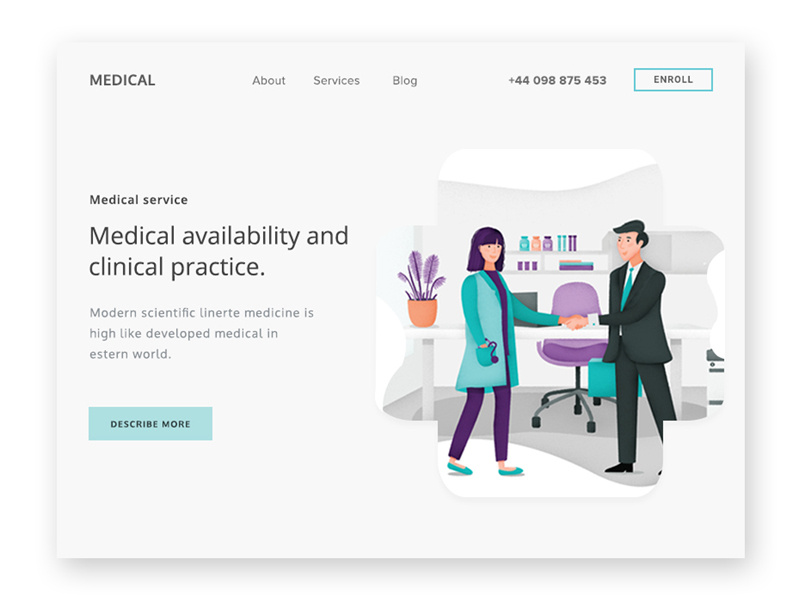 MEDICAL
About
Services
Blog
+44 098 875 453
ENROLL
Medical service
Medical availability and
clinical practice.
Modern scientific linerte medicine is
high like developed medical in
estern world.
DESCRIBE MORE